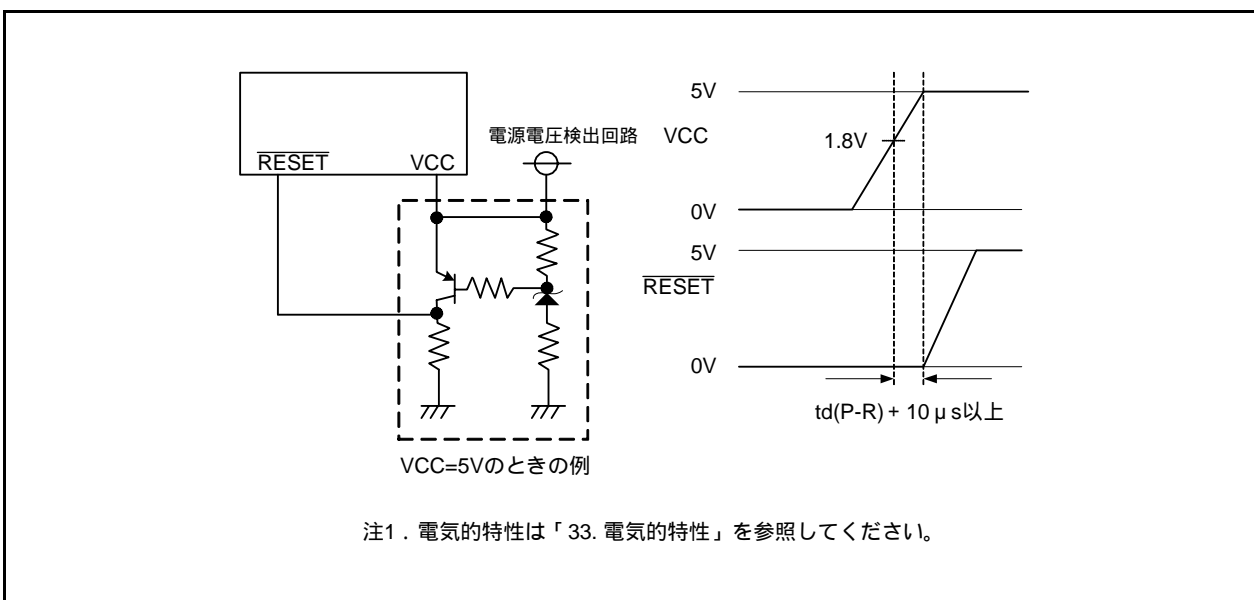 RESET VCC
電源電圧検出回路
VCC=5Vのときの例
5V
VCC
1.8V
0V
5V
RESET
0V
td(P-R) + 10 μ s以上
注1．電気的特性は「33. 電気的特性」を参照してください。